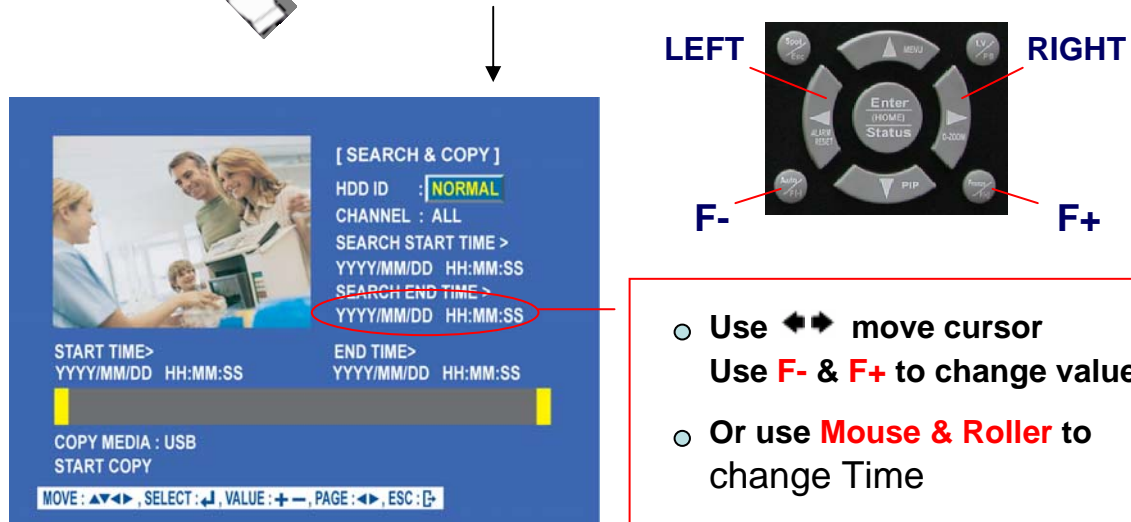 LEFT
RIGHT
Spot
Esc
MENU
ALARM
RESET
Enter
(HOME)
Status
D-ZOOM
PIP
F-
F+
[ SEARCH & COPY ]
HDD ID : NORMAL
CHANNEL : ALL
SEARCH START TIME >
YYYY/MM/DD HH:MM:SS
SEARCH END TIME >
YYYY/MM/DD HH:MM:SS
START TIME> END TIME>
YYYY/MM/DD HH:MM:SS YYYY/MM/DD HH:MM:SS
COPY MEDIA : USB
START COPY
MOVE : ▲▼◄► , SELECT : ↲ , VALUE : + − , PAGE : ◄► , ESC :
Use move cursor
Use F- & F+ to change value
Or use Mouse & Roller to
change Time